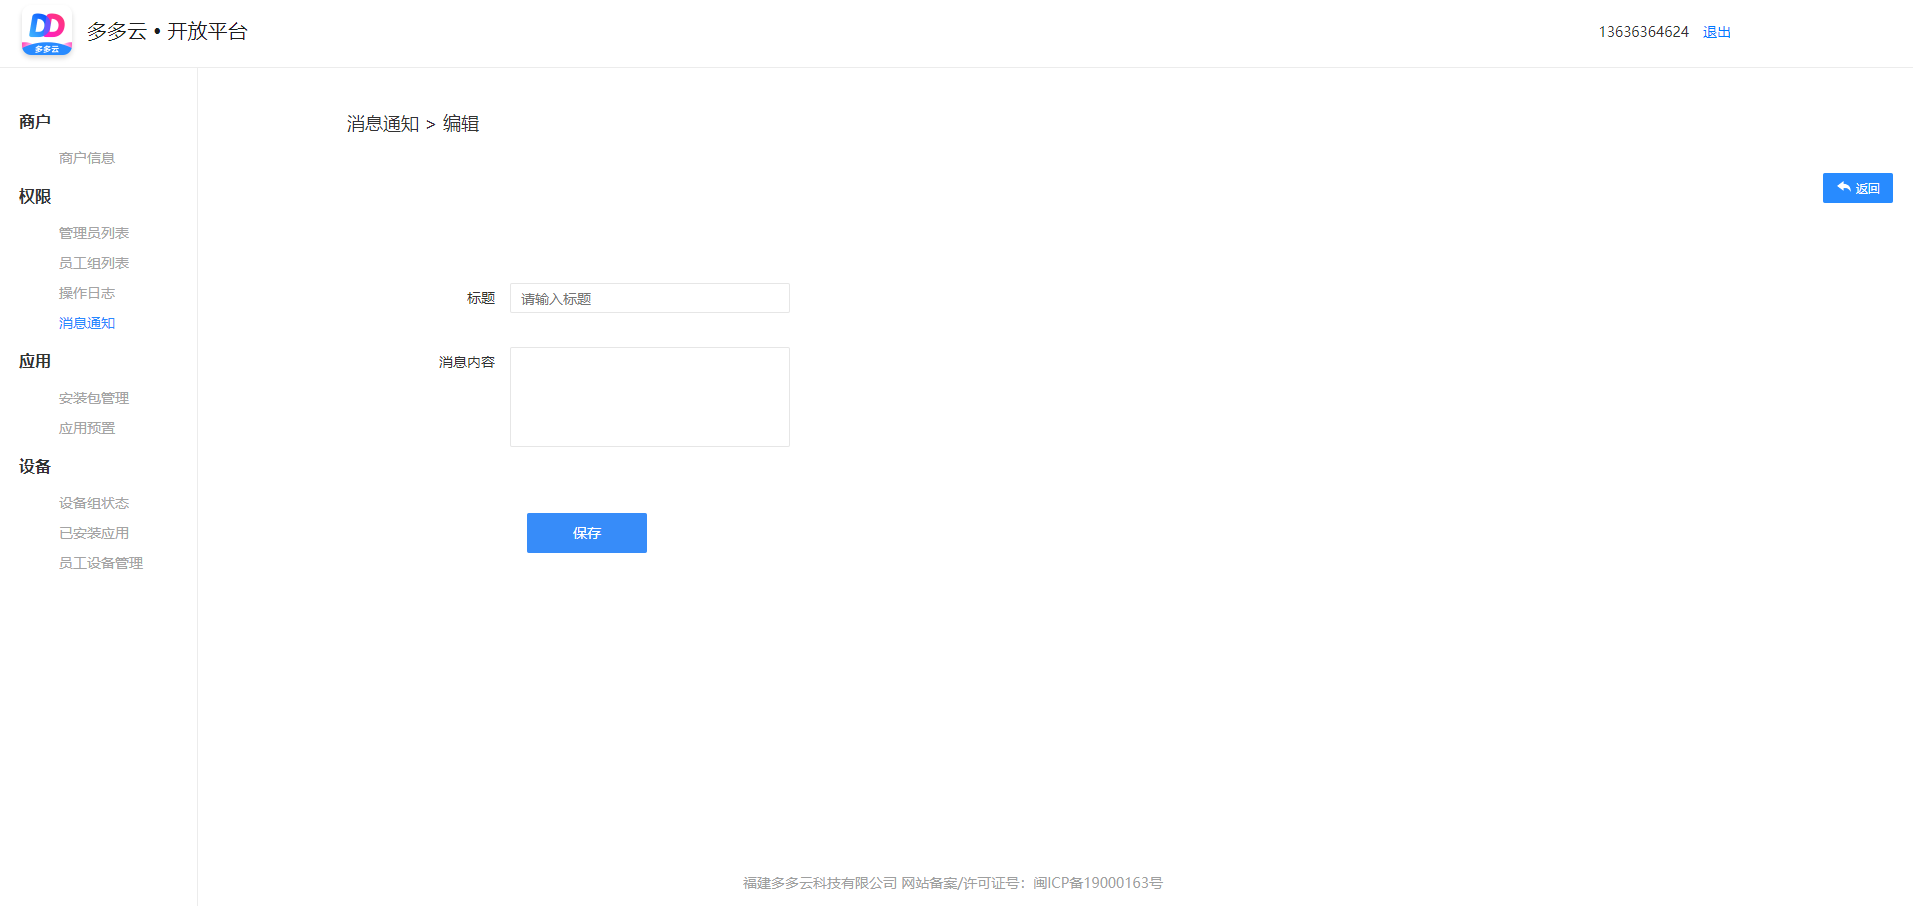 DD
多多云
多多云 • 开放平台
13636364624 退出
商户
商户信息
权限
管理员列表
员工组列表
操作日志
消息通知
应用
安装包管理
应用预置
设备
设备组状态
已安装应用
员工设备管理
消息通知 > 编辑
返回
标题 请输入标题
消息内容
保存
福建多多云科技有限公司 网站备案/许可证号：闽ICP备19000163号